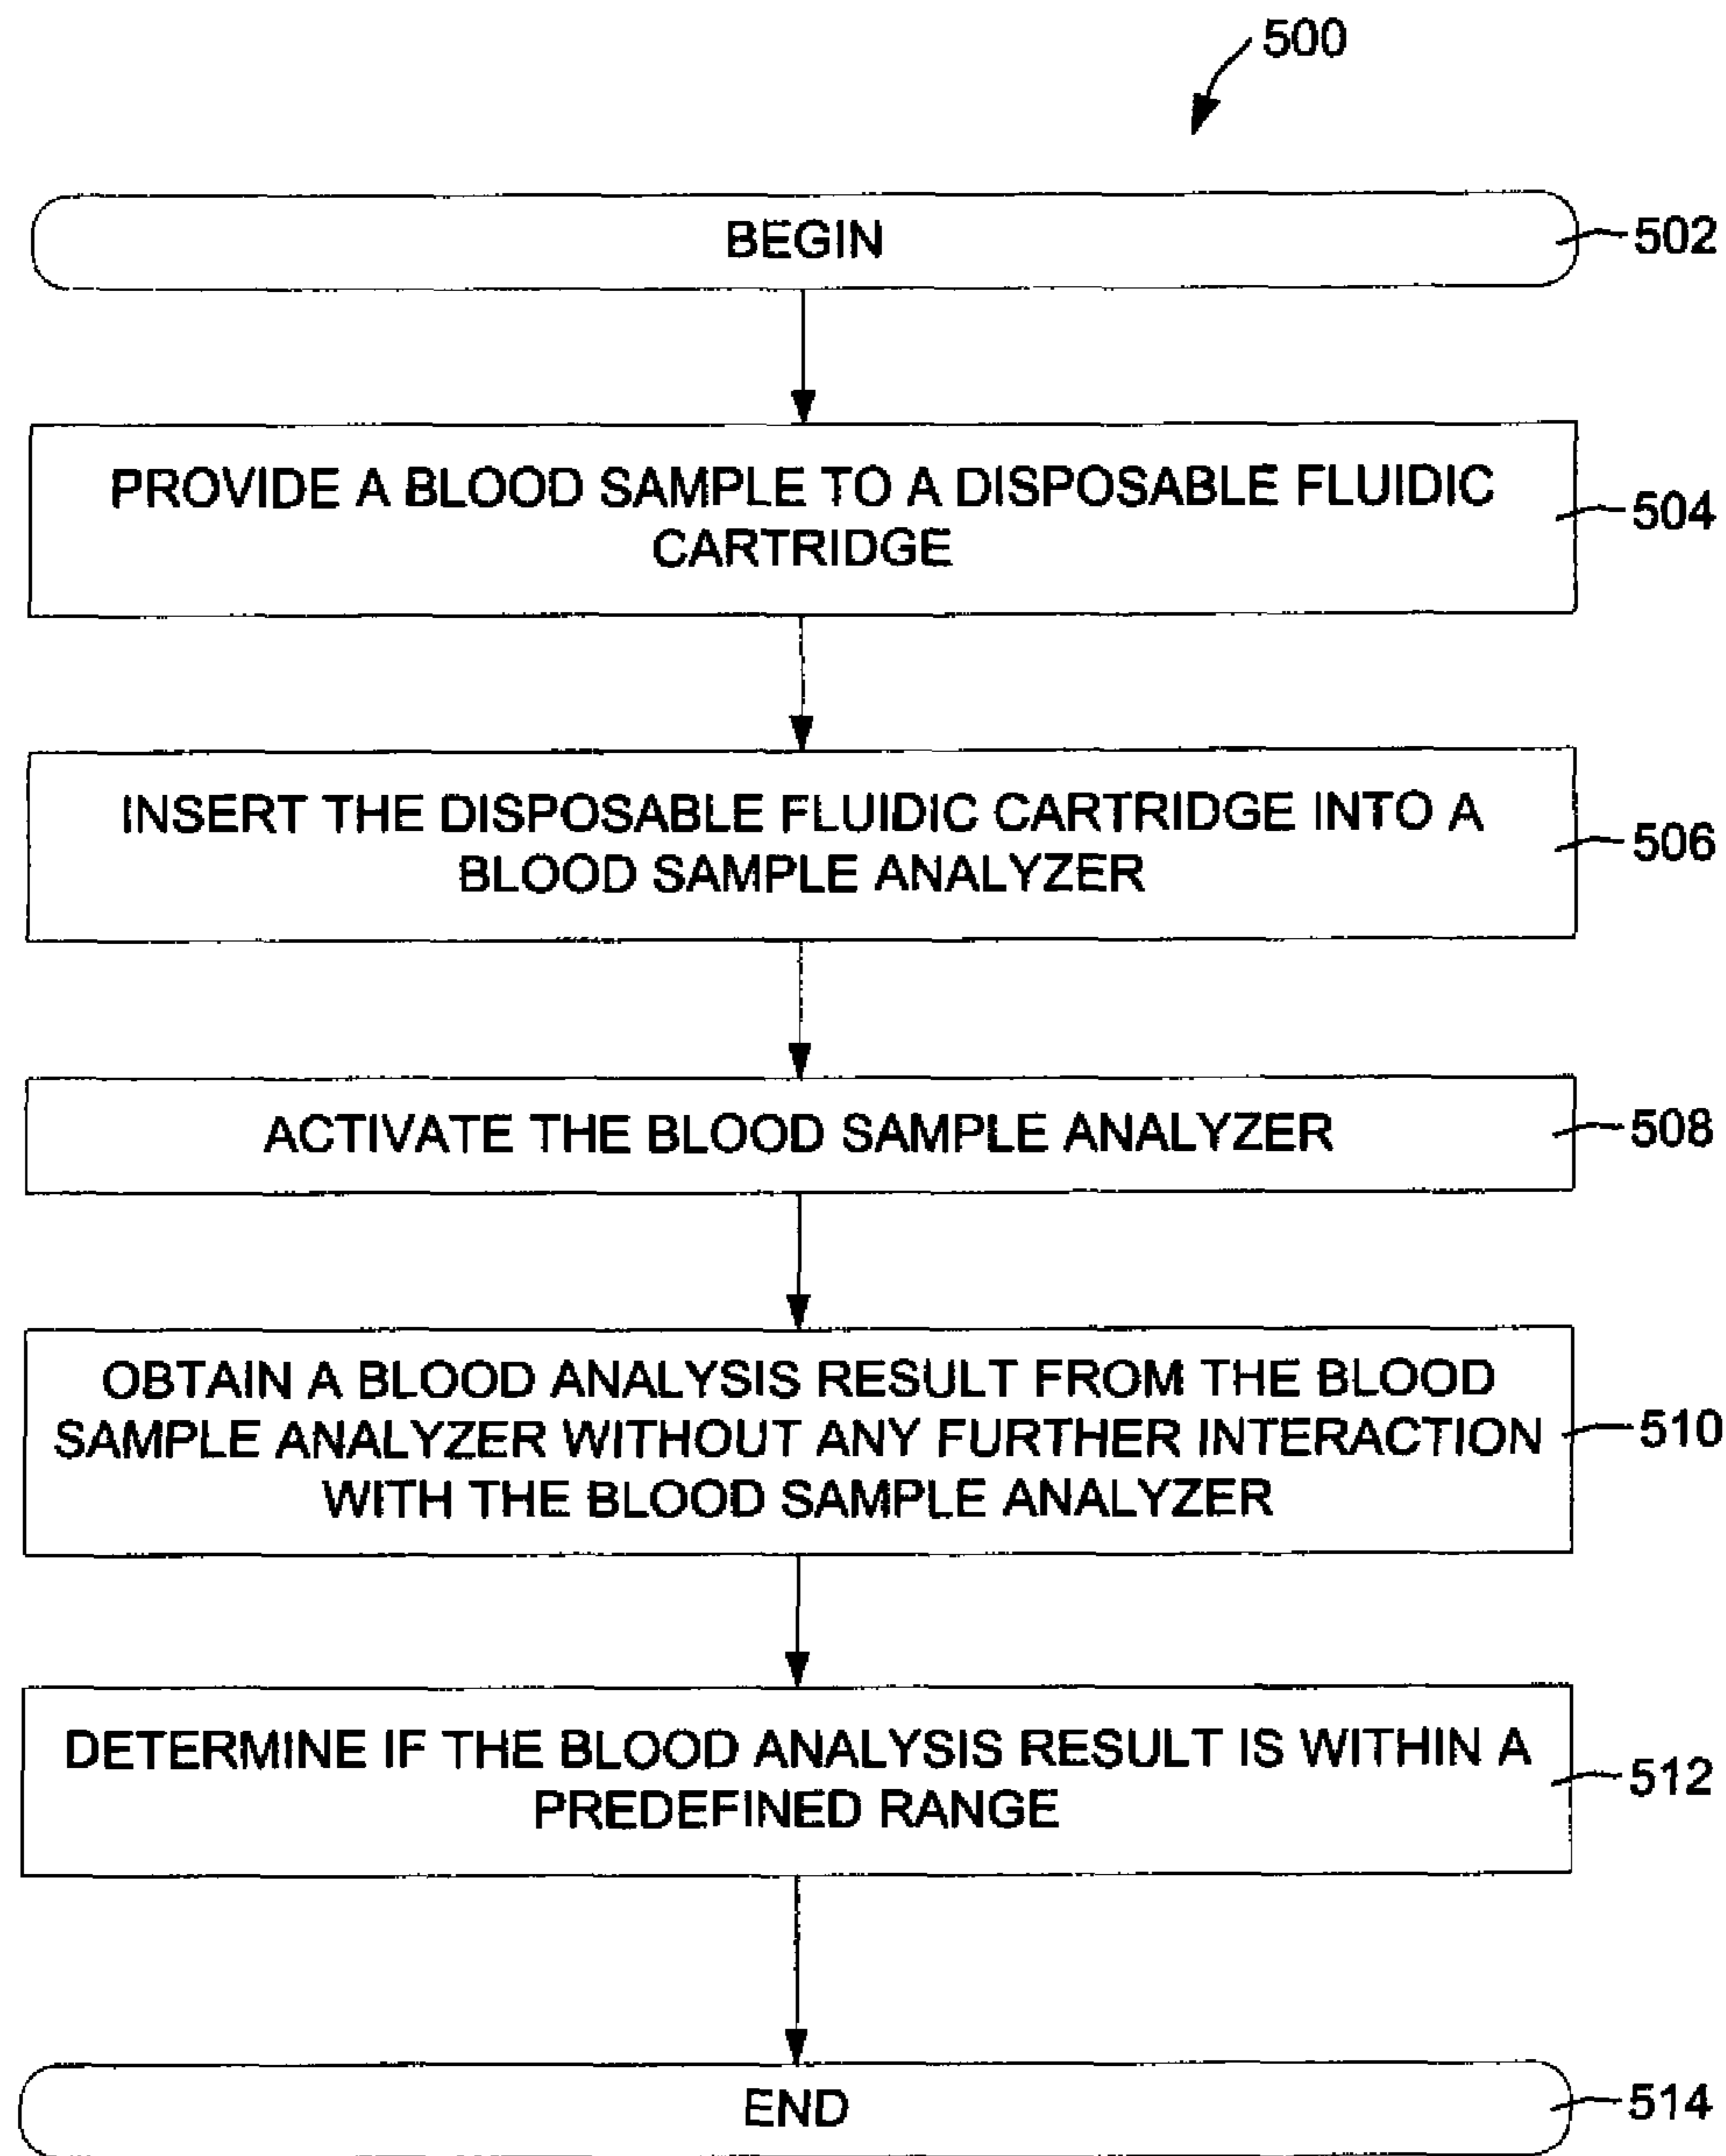 500
BEGIN
502
PROVIDE A BLOOD SAMPLE TO A DISPOSABLE FLUIDIC
CARTRIDGE
504
INSERT THE DISPOSABLE FLUIDIC CARTRIDGE INTO A
BLOOD SAMPLE ANALYZER
506
ACTIVATE THE BLOOD SAMPLE ANALYZER
508
OBTAIN A BLOOD ANALYSIS RESULT FROM THE BLOOD
SAMPLE ANALYZER WITHOUT ANY FURTHER INTERACTION
WITH THE BLOOD SAMPLE ANALYZER
510
DETERMINE IF THE BLOOD ANALYSIS RESULT IS WITHIN A
PREDEFINED RANGE
512
END
514